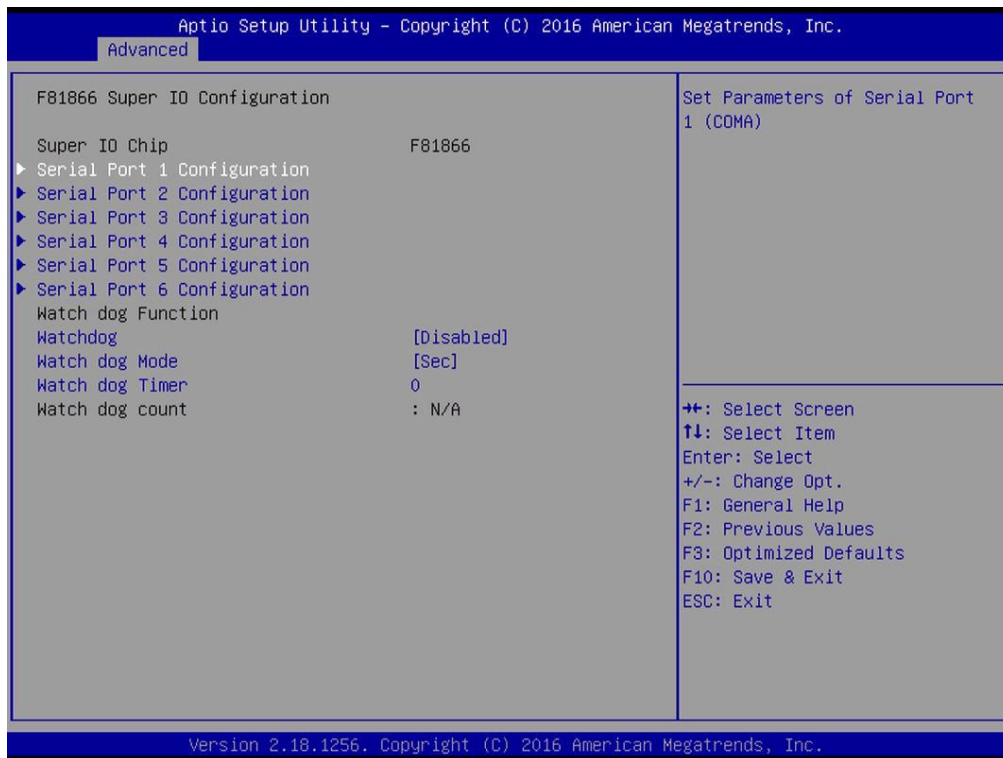 Aptio Setup Utility – Copyright (C) 2016 American Megatrends, Inc.
Advanced
F81866 Super IO Configuration
Super IO Chip F81866
Serial Port 1 Configuration
Serial Port 2 Configuration
Serial Port 3 Configuration
Serial Port 4 Configuration
Serial Port 5 Configuration
Serial Port 6 Configuration
Watch dog Function
Watchdog [Disabled]
Watch dog Mode [Sec]
Watch dog Timer 0
Watch dog count : N/A
Set Parameters of Serial Port
1 (COMA)
→←: Select Screen
↑↓: Select Item
Enter: Select
+/-: Change Opt.
F1: General Help
F2: Previous Values
F3: Optimized Defaults
F10: Save & Exit
ESC: Exit
Version 2.18.1256. Copyright (C) 2016 American Megatrends, Inc.